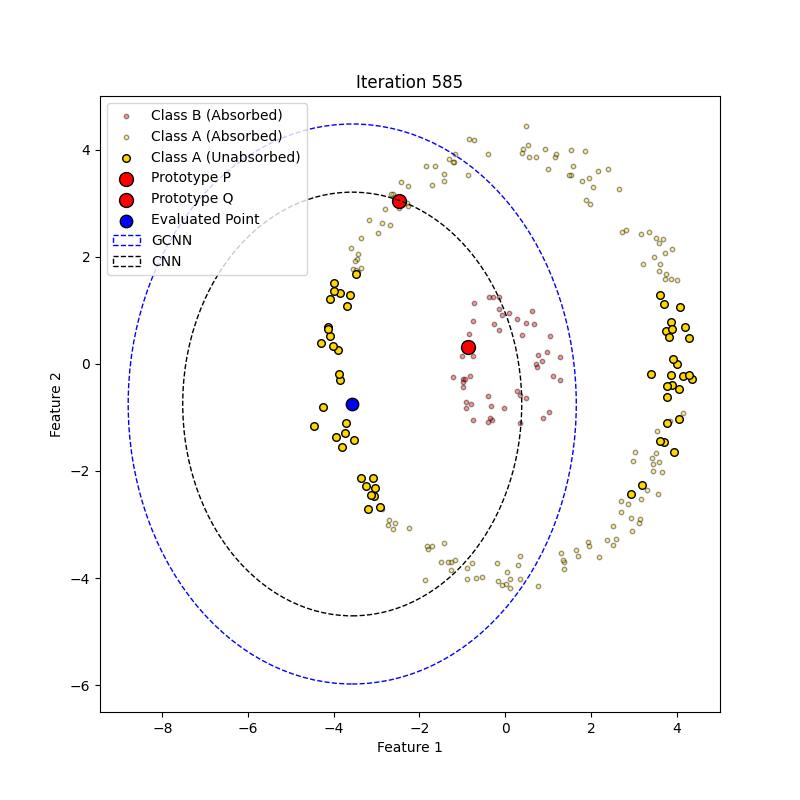 Iteration 585
Class B (Absorbed)
Class A (Absorbed)
Class A (Unabsorbed)
Prototype P
Prototype Q
Evaluated Point
GCNN
CNN
4
2
0
−2
−4
−6
Feature 2
−8
−6
−4
−2
0
2
4
Feature 1